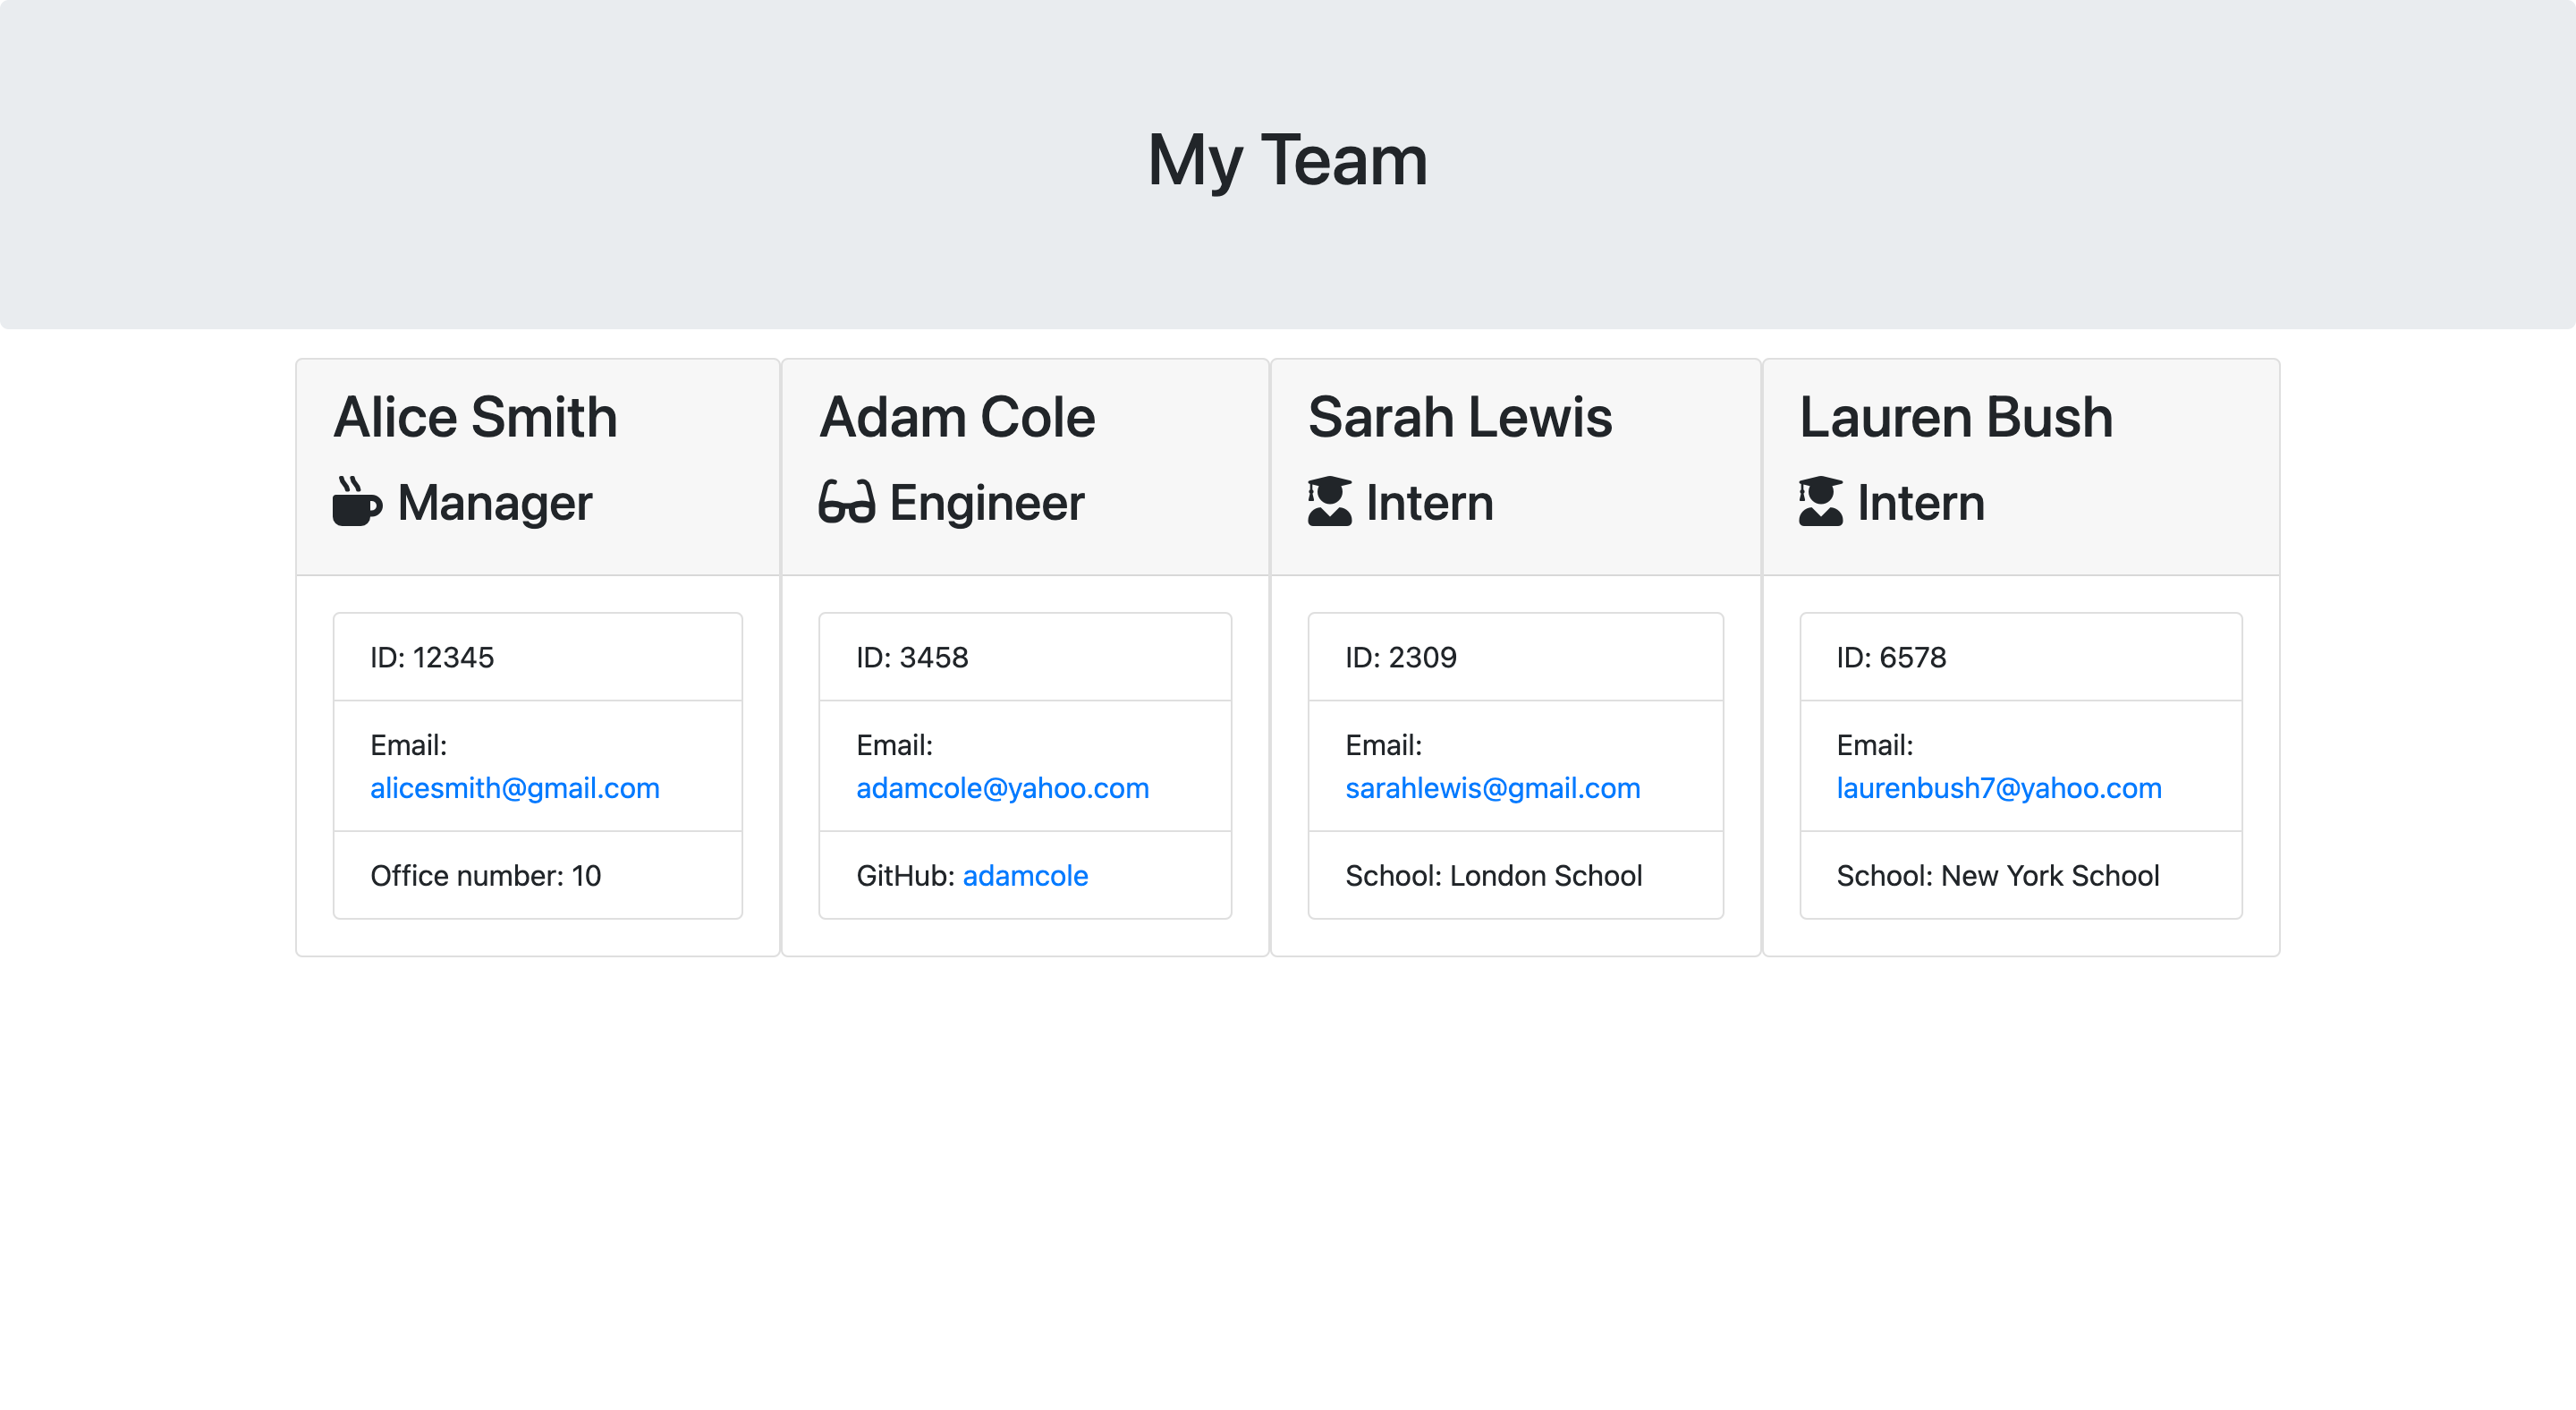 My Team
Alice Smith
Manager
ID: 12345
Email:
alicesmith@gmail.com
Office number: 10
Adam Cole
Engineer
ID: 3458
Email:
adamcole@yahoo.com
GitHub: adamcole
Sarah Lewis
Intern
ID: 2309
Email:
sarahlewis@gmail.com
School: London School
Lauren Bush
Intern
ID: 6578
Email:
laurenbush7@yahoo.com
School: New York School